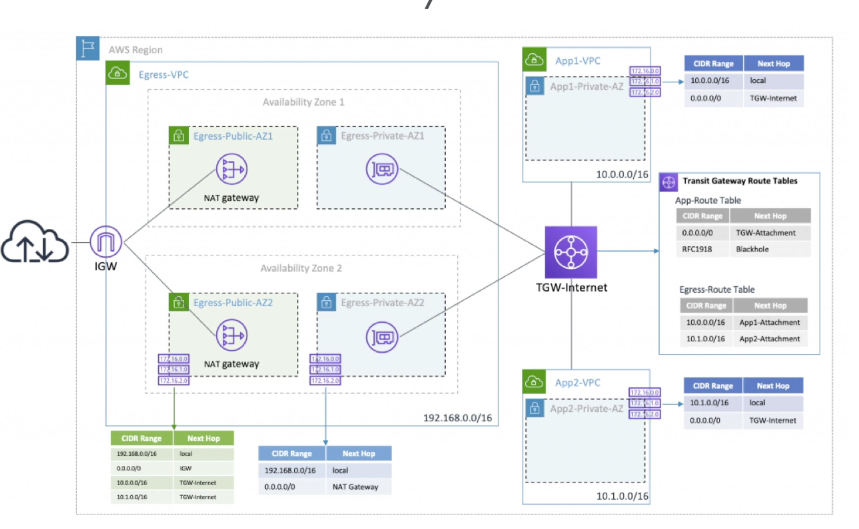 AWS Region
Egress-VPC
Availability Zone 1
Egress-Public-AZ1
NAT gateway
Egress-Private-AZ1
IGW
Availability Zone 2
Egress-Public-AZ2
NAT gateway
Egress-Private-AZ2
172.16.0.0
172.16.1.0
172.16.2.0
172.16.0.0
172.16.1.0
172.16.2.0
192.168.0.0/16
CIDR Range Next Hop
192.168.0.0/16 local
0.0.0.0/0 IGW
10.0.0.0/16 TGW-Internet
10.1.0.0/16 TGW-Internet
CIDR Range Next Hop
192.168.0.0/16 local
0.0.0.0/0 NAT Gateway
App1-VPC
App1-Private-AZ
172.16.0.0
172.16.1.0
172.16.2.0
10.0.0.0/16
CIDR Range Next Hop
10.0.0.0/16 local
0.0.0.0/0 TGW-Internet
TGW-Internet
Transit Gateway Route Tables
App-Route Table
CIDR Range Next Hop
0.0.0.0/0 TGW-Attachment
RFC1918 Blackhole
Egress-Route Table
CIDR Range Next Hop
10.0.0.0/16 App1-Attachment
10.1.0.0/16 App2-Attachment
App2-VPC
App2-Private-AZ
172.16.0.0
172.16.1.0
172.16.2.0
10.1.0.0/16
CIDR Range Next Hop
10.1.0.0/16 local
0.0.0.0/0 TGW-Internet